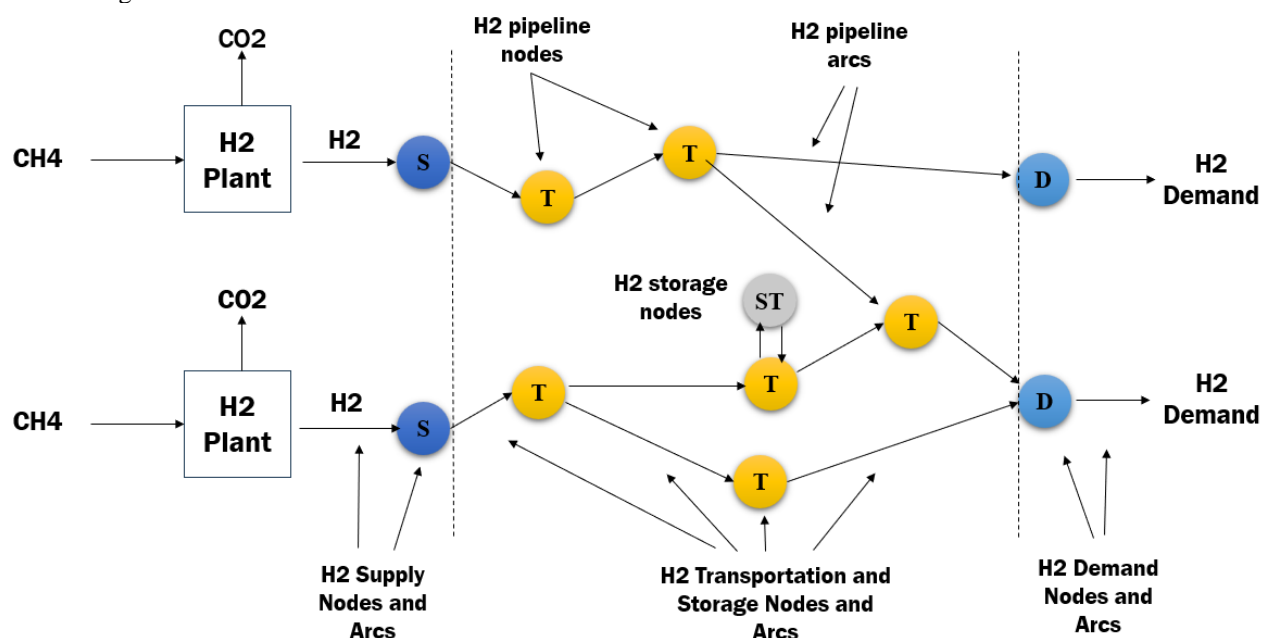 H2 pipeline
nodes
H2 pipeline
arcs
CO2
CH4
H2
Plant
H2
S
T
T
D
H2
Demand
H2 storage
nodes
ST
CO2
T
CH4
H2
Plant
H2
S
T
T
D
H2
Demand
T
H2 Supply
Nodes and
Arcs
H2 Transportation and
Storage Nodes and
Arcs
H2 Demand
Nodes and
Arcs